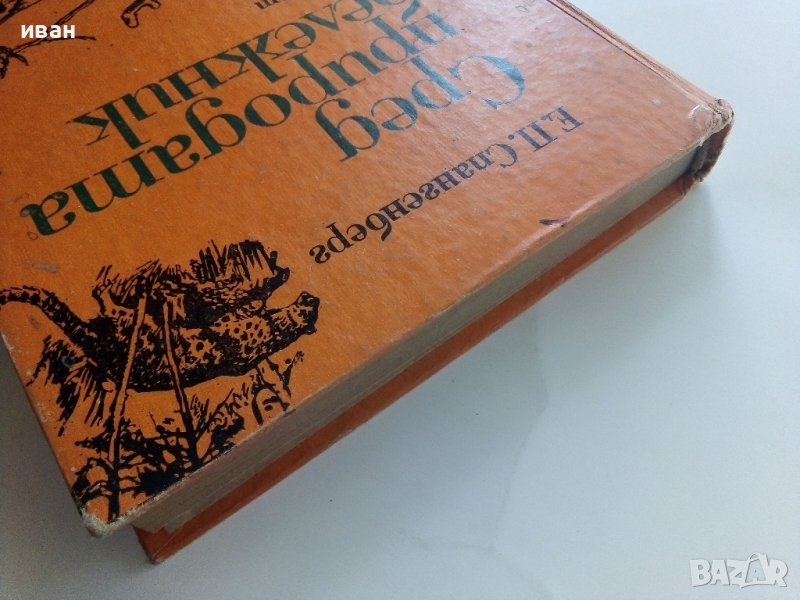 иван
Е.П. Спангенберг
Сред
природата
бележник
BAZAR